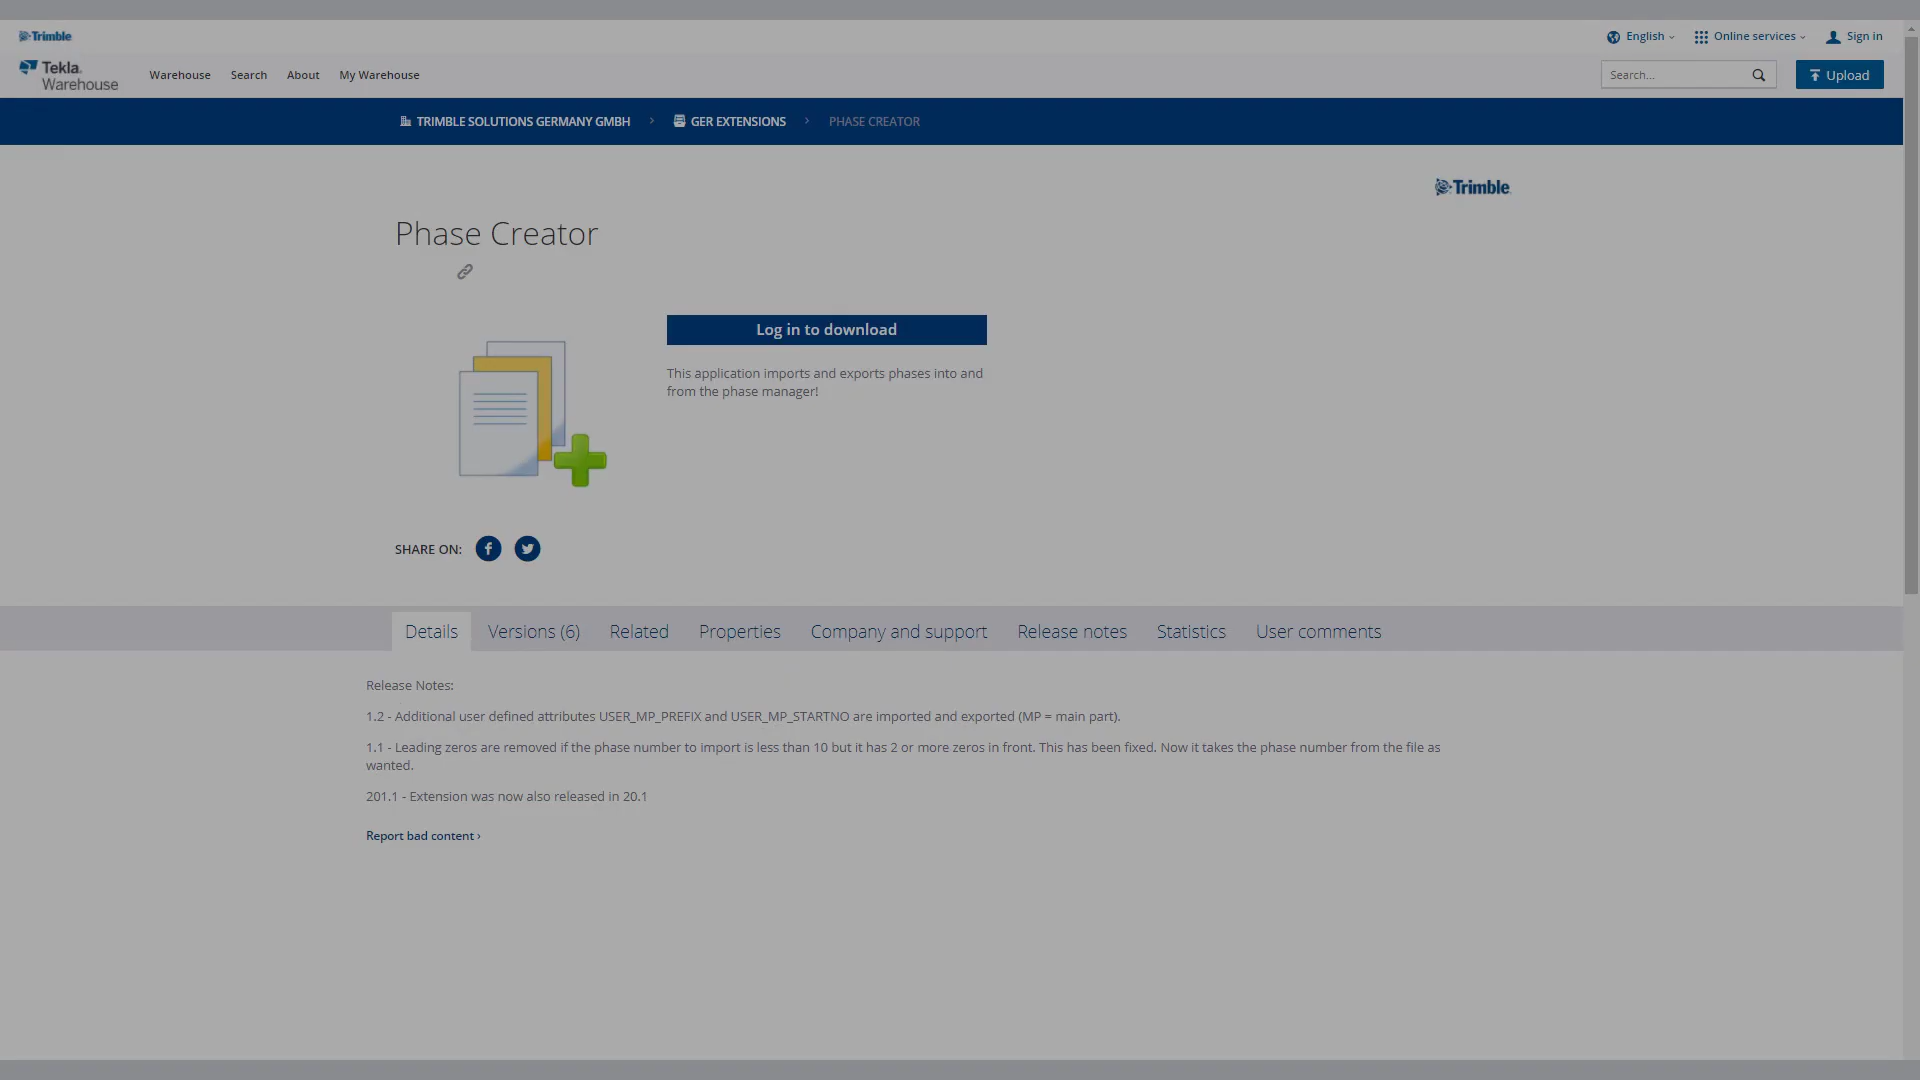 Trimble
English
Online services
Sign in
Tekla
Warehouse
Warehouse
Search
About
My Warehouse
Search...
Upload
TRIMBLE SOLUTIONS GERMANY GMBH
GER EXTENSIONS
PHASE CREATOR
Trimble
Phase Creator
Log in to download
This application imports and exports phases into and
from the phase manager!
SHARE ON:
Details
Versions (6)
Related
Properties
Company and support
Release notes
Statistics
User comments
Release Notes:
1.2 - Additional user defined attributes USER_MP_PREFIX and USER_MP_STARTNO are imported and exported (MP = main part).
1.1 - Leading zeros are removed if the phase number to import is less than 10 but it has 2 or more zeros in front. This has been fixed. Now it takes the phase number from the file as
wanted.
201.1 - Extension was now also released in 20.1
Report bad content ›